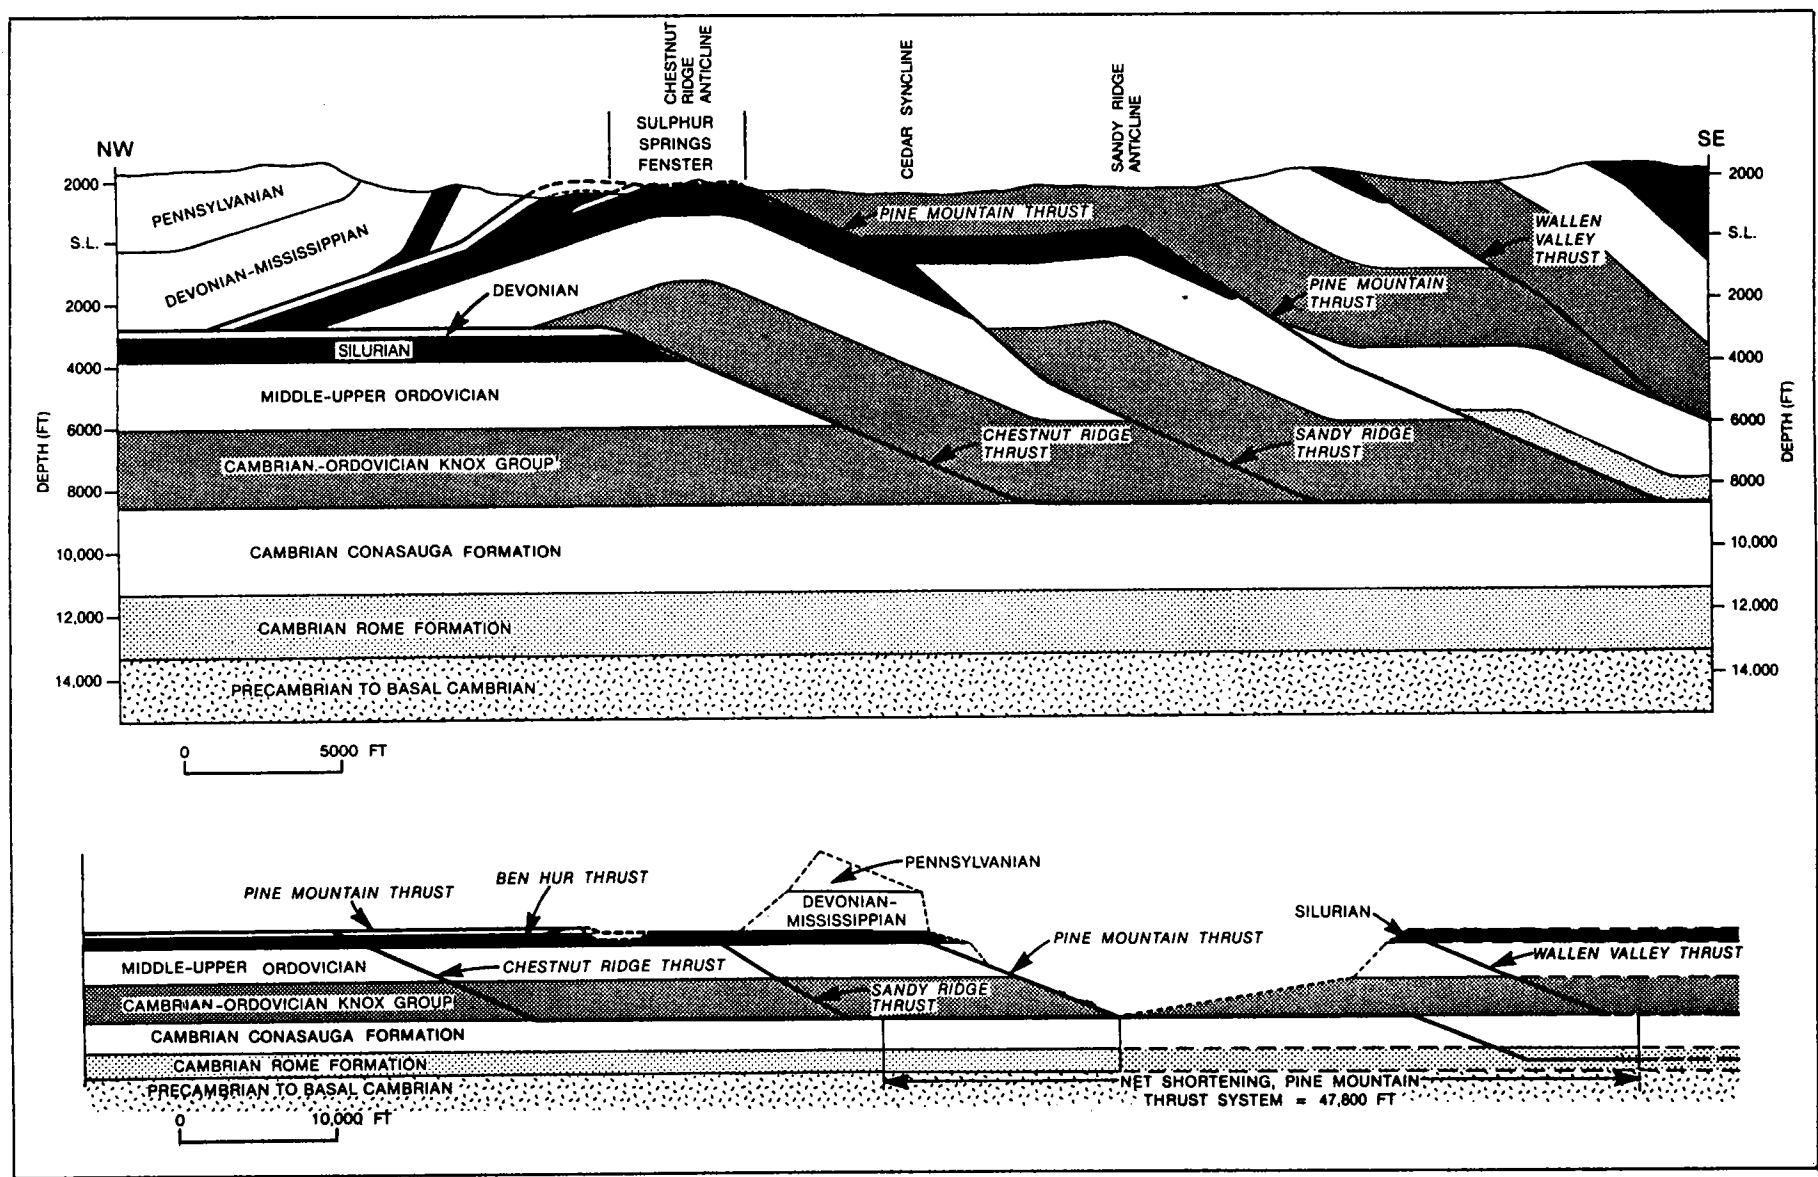 CHESTNUT
RIDGE
ANTICLINE
SULPHUR
SPRINGS
FENSTER
CEDAR SYNCLINE
SANDY RIDGE
ANTICLINE
NW
SE
2000
S.L.
2000
4000
6000
8000
10,000
12,000
14,000
DEPTH (FT)
2000
S.L.
2000
4000
6000
8000
10,000
12,000
14,000
DEPTH (FT)
PENNSYLVANIAN
DEVONIAN-MISSISSIPPIAN
DEVONIAN
SILURIAN
MIDDLE-UPPER ORDOVICIAN
CAMBRIAN-ORDOVICIAN KNOX GROUP
CAMBRIAN CONASAUGA FORMATION
CAMBRIAN ROME FORMATION
PRECAMBRIAN TO BASAL CAMBRIAN
PINE MOUNTAIN THRUST
WALLEN
VALLEY
THRUST
PINE MOUNTAIN
THRUST
CHESTNUT RIDGE
THRUST
SANDY RIDGE
THRUST
0 5000 FT
PINE MOUNTAIN THRUST
BEN HUR THRUST
PENNSYLVANIAN
DEVONIAN-
MISSISSIPPIAN
SILURIAN
PINE MOUNTAIN THRUST
WALLEN VALLEY THRUST
MIDDLE-UPPER ORDOVICIAN
CHESTNUT RIDGE THRUST
SANDY RIDGE
THRUST
CAMBRIAN-ORDOVICIAN KNOX GROUP
CAMBRIAN CONASAUGA FORMATION
CAMBRIAN ROME FORMATION
PRECAMBRIAN TO BASAL CAMBRIAN
NET SHORTENING, PINE MOUNTAIN
THRUST SYSTEM = 47,800 FT
0 10,000 FT